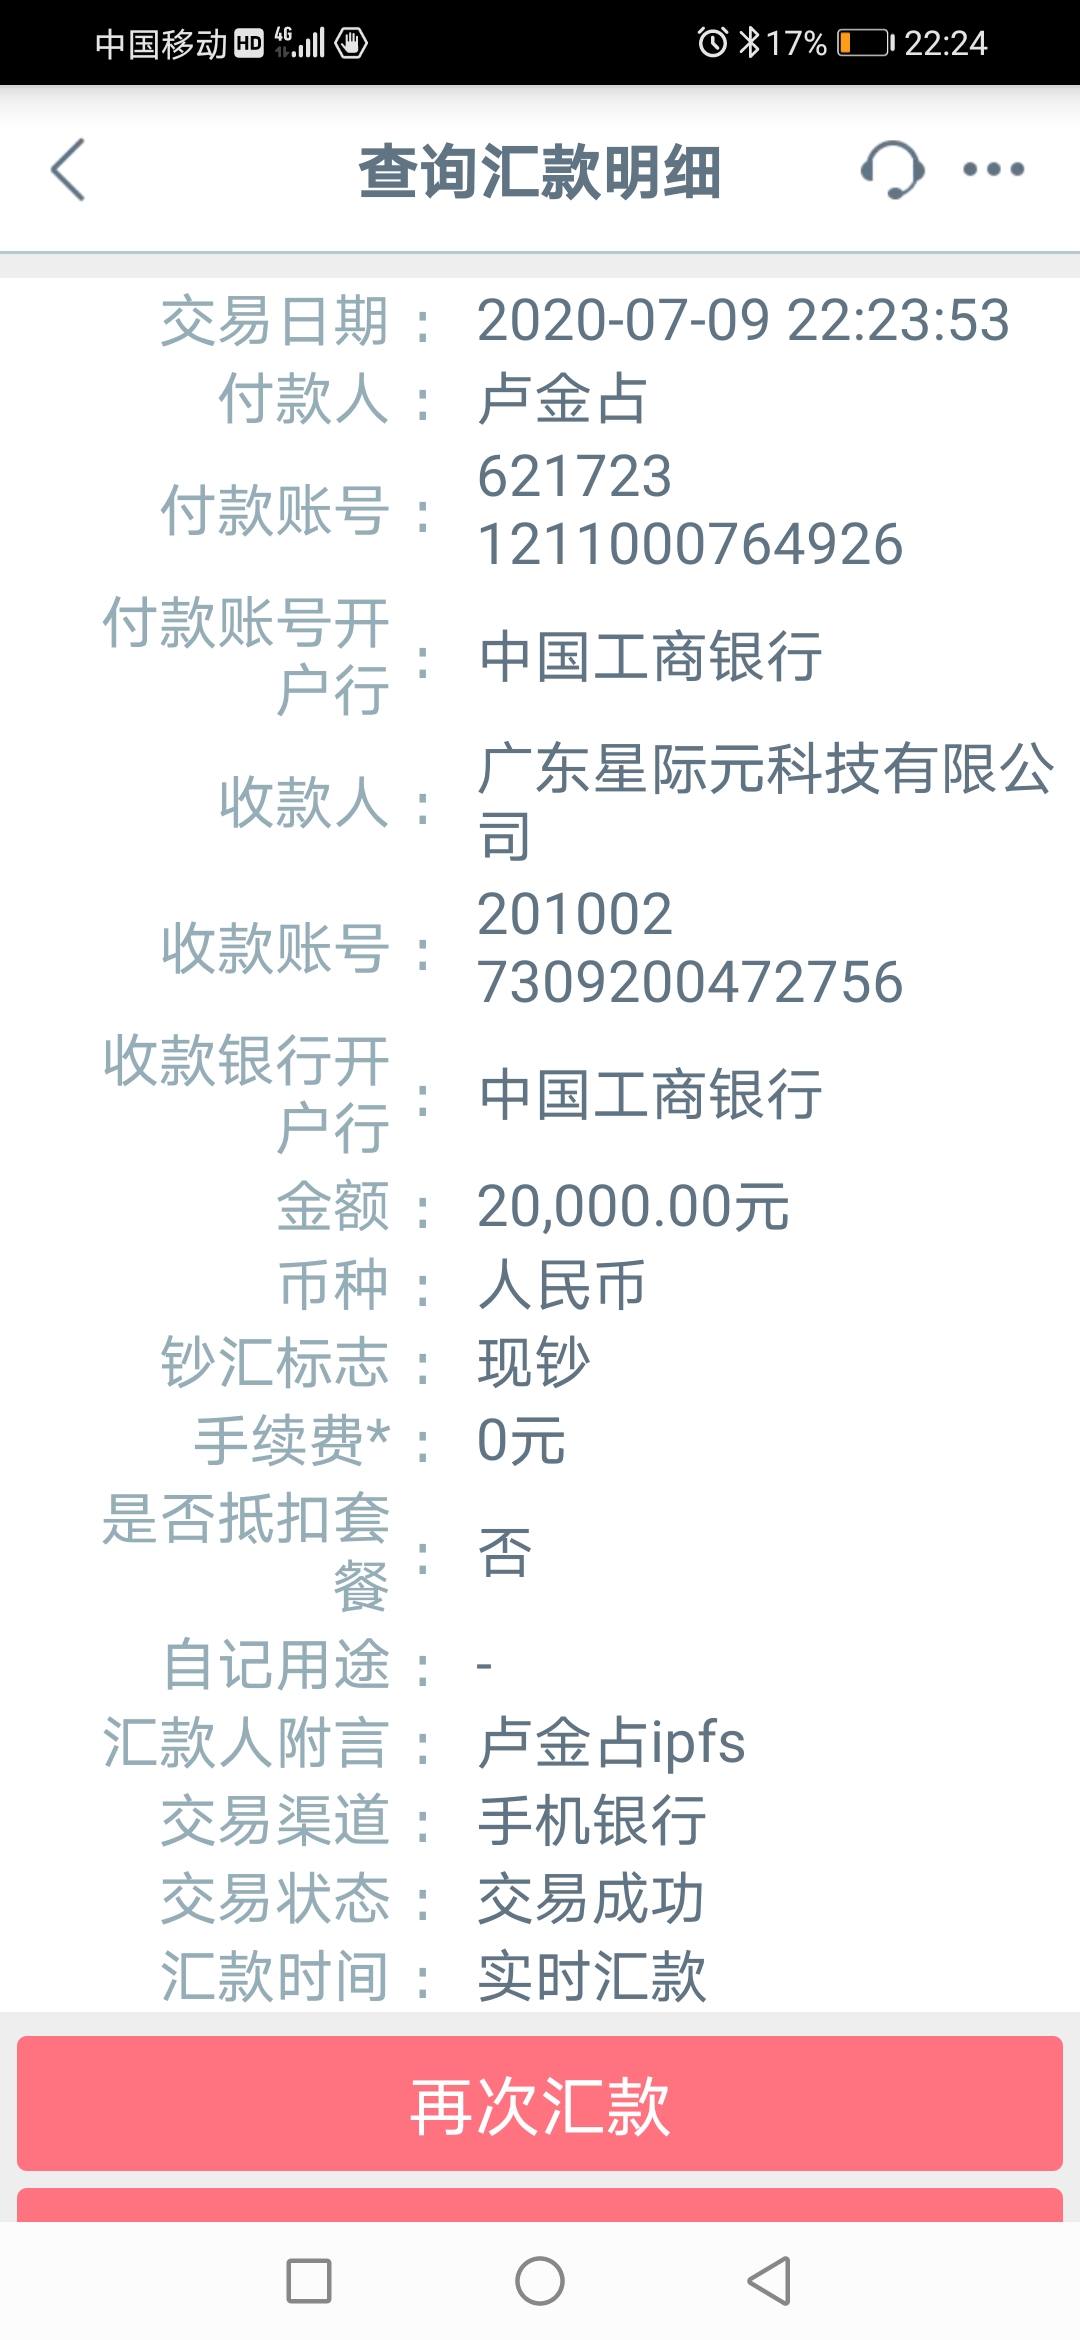 中国移动 HD 4G 17% 22:24
查询汇款明细
交易日期 : 2020-07-09 22:23:53
付款人 : 卢金占
付款账号 : 621723
1211000764926
付款账号开
户行 : 中国工商银行
收款人 : 广东星际元科技有限公
司
收款账号 : 201002
7309200472756
收款银行开
户行 : 中国工商银行
金额 : 20,000.00元
币种 : 人民币
钞汇标志 : 现钞
手续费* : 0元
是否抵扣套
餐 : 否
自记用途 : -
汇款人附言 : 卢金占ipfs
交易渠道 : 手机银行
交易状态 : 交易成功
汇款时间 : 实时汇款
再次汇款